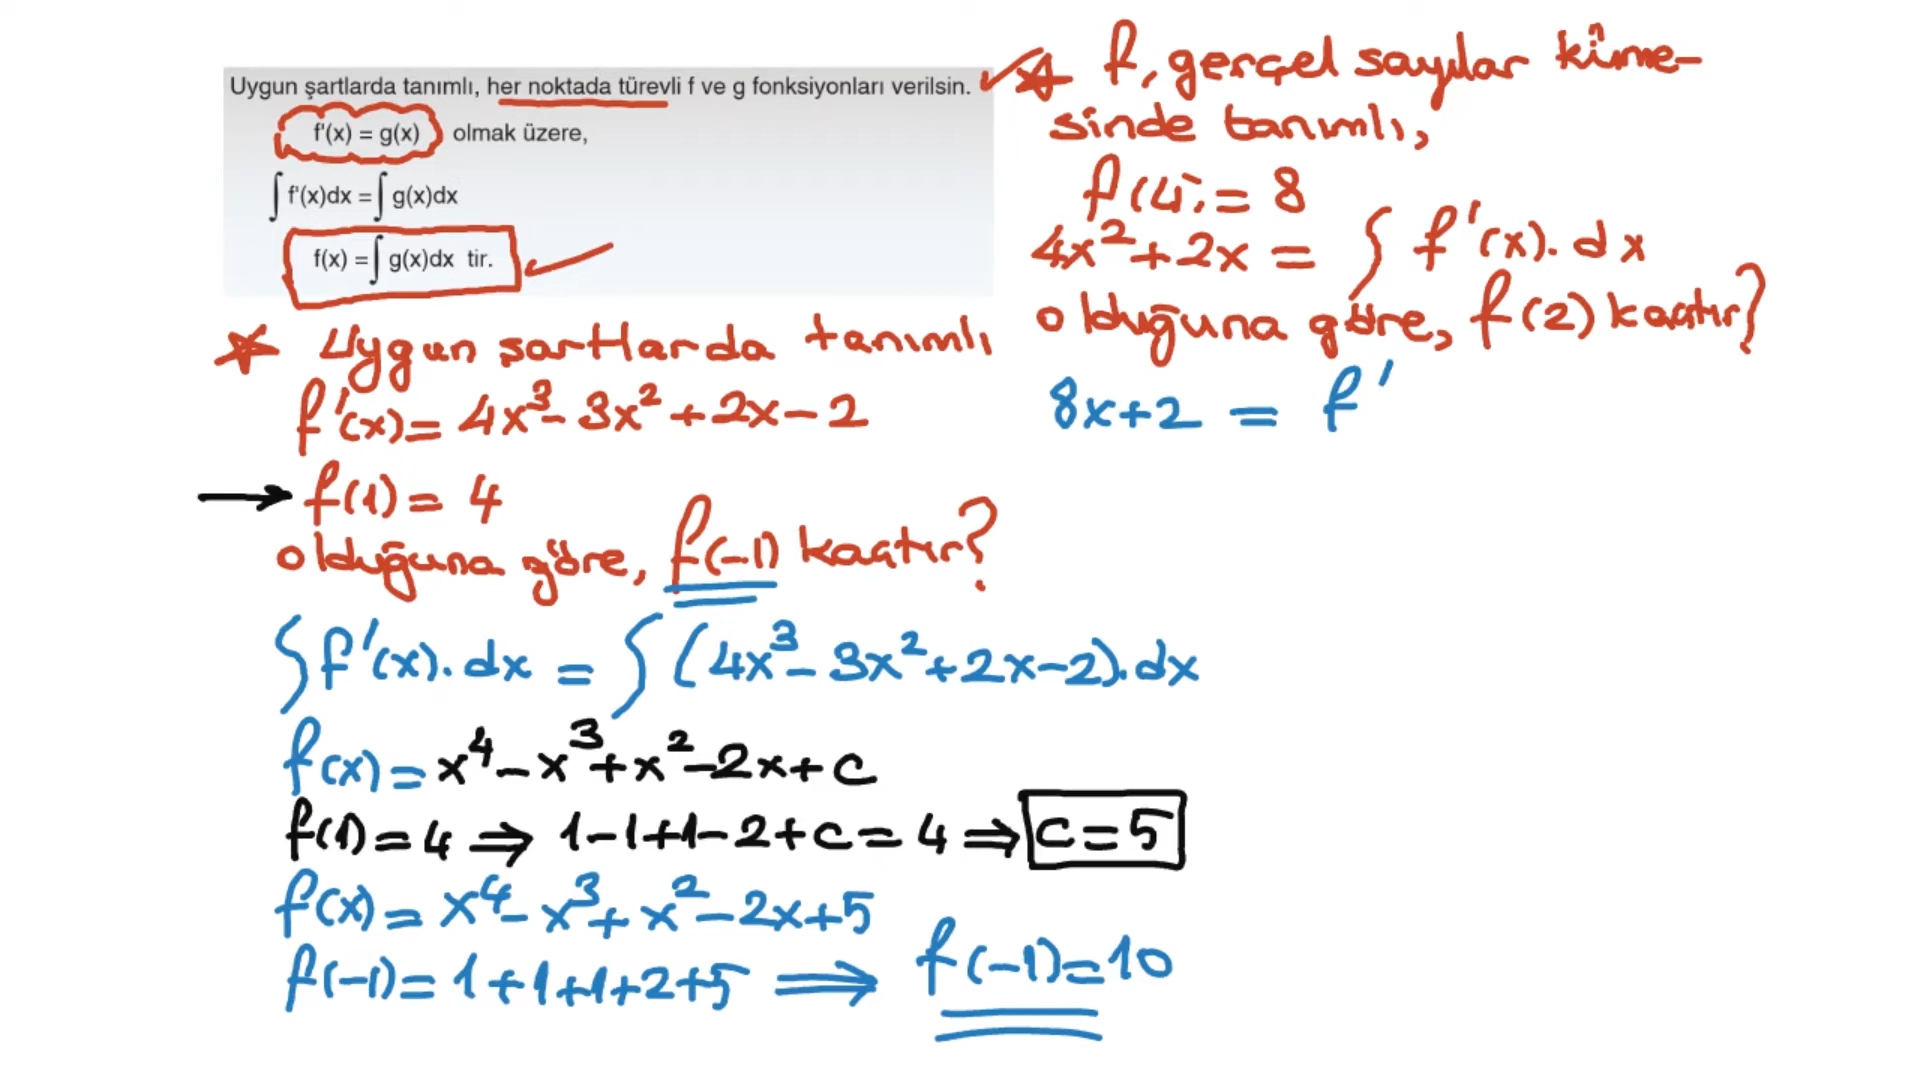 Uygun şartlarda tanımlı, her noktada türevli f ve g fonksiyonları verilsin.
f'(x) = g(x) olmak üzere,
∫ f'(x)dx = ∫ g(x)dx
f(x) = ∫ g(x)dx tir.
Uygun şartlarda tanımlı
f'(x) = 4x³ - 3x² + 2x - 2
→ f(1) = 4
olduğuna göre, f(-1) kaçtır?
∫ f'(x).dx = ∫ (4x³ - 3x² + 2x - 2).dx
f(x) = x⁴ - x³ + x² - 2x + c
f(1) = 4 ⇒ 1 - 1 + 1 - 2 + c = 4 ⇒ c = 5
f(x) = x⁴ - x³ + x² - 2x + 5
f(-1) = 1 + 1 + 1 + 2 + 5 ⇒ f(-1) = 10
f, gerçel sayılar küme-
sinde tanımlı,
f(4) = 8
4x² + 2x = ∫ f'(x).dx
olduğuna göre, f(2) kaçtır?
8x + 2 = f'